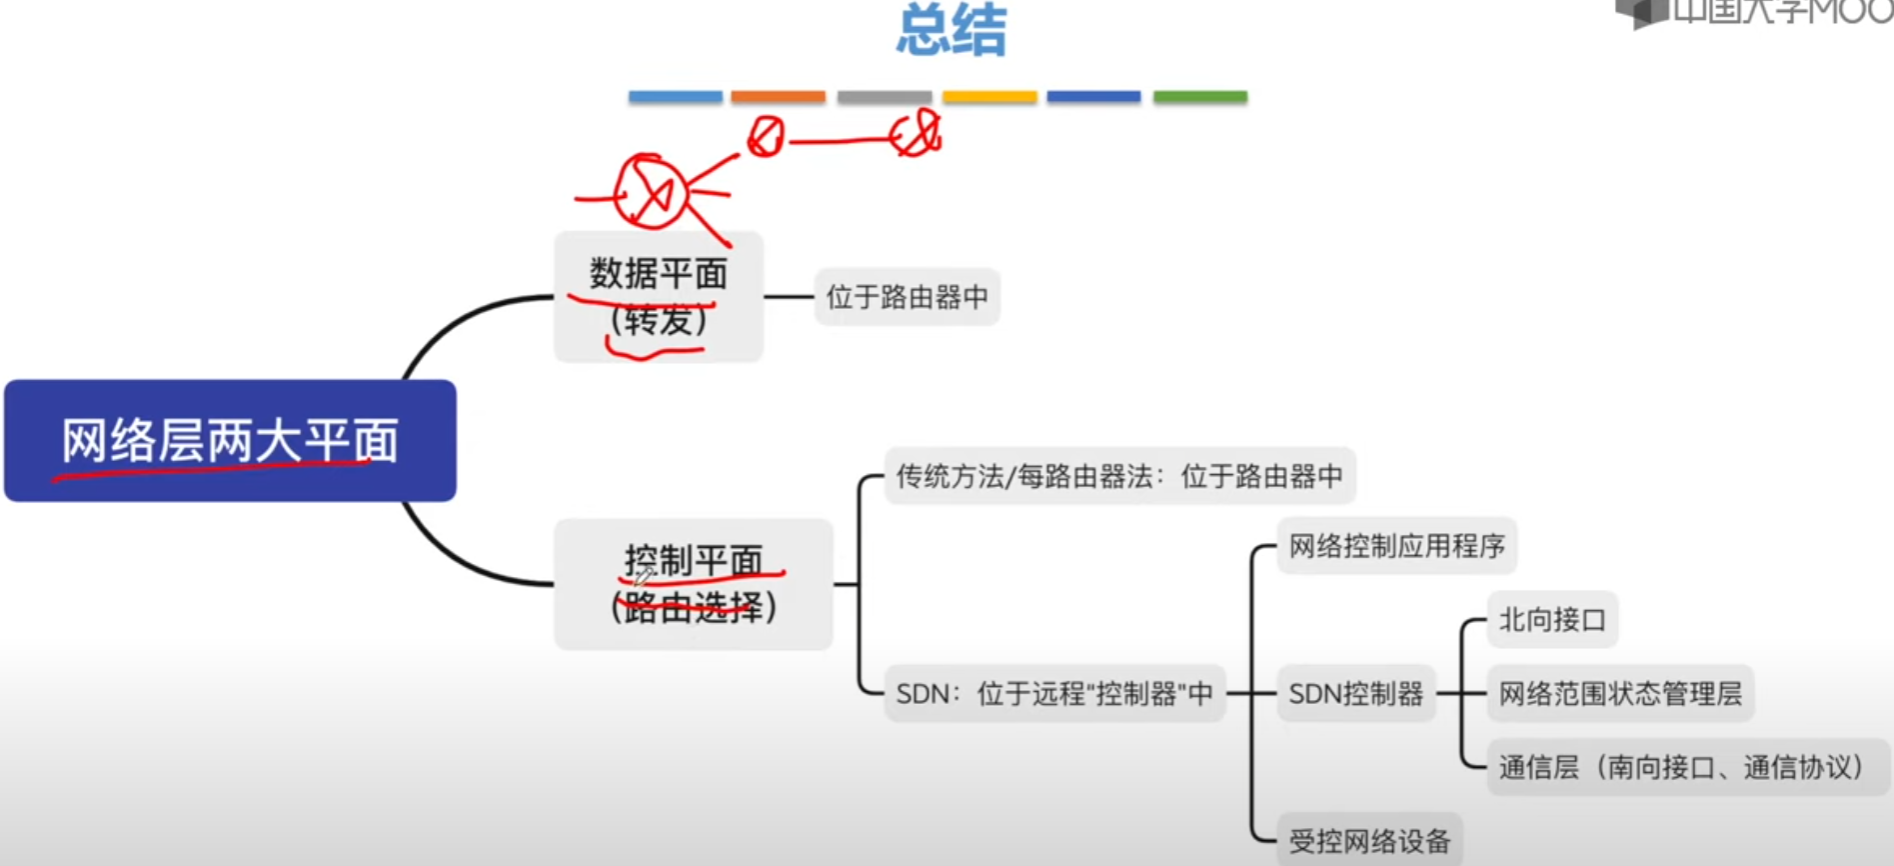 中国大学MOO
总结
数据平面
(转发)
位于路由器中
网络层两大平面
传统方法/每路由器法：位于路由器中
控制平面
(路由选择)
网络控制应用程序
北向接口
SDN：位于远程"控制器"中
SDN控制器
网络范围状态管理层
通信层（南向接口、通信协议）
受控网络设备